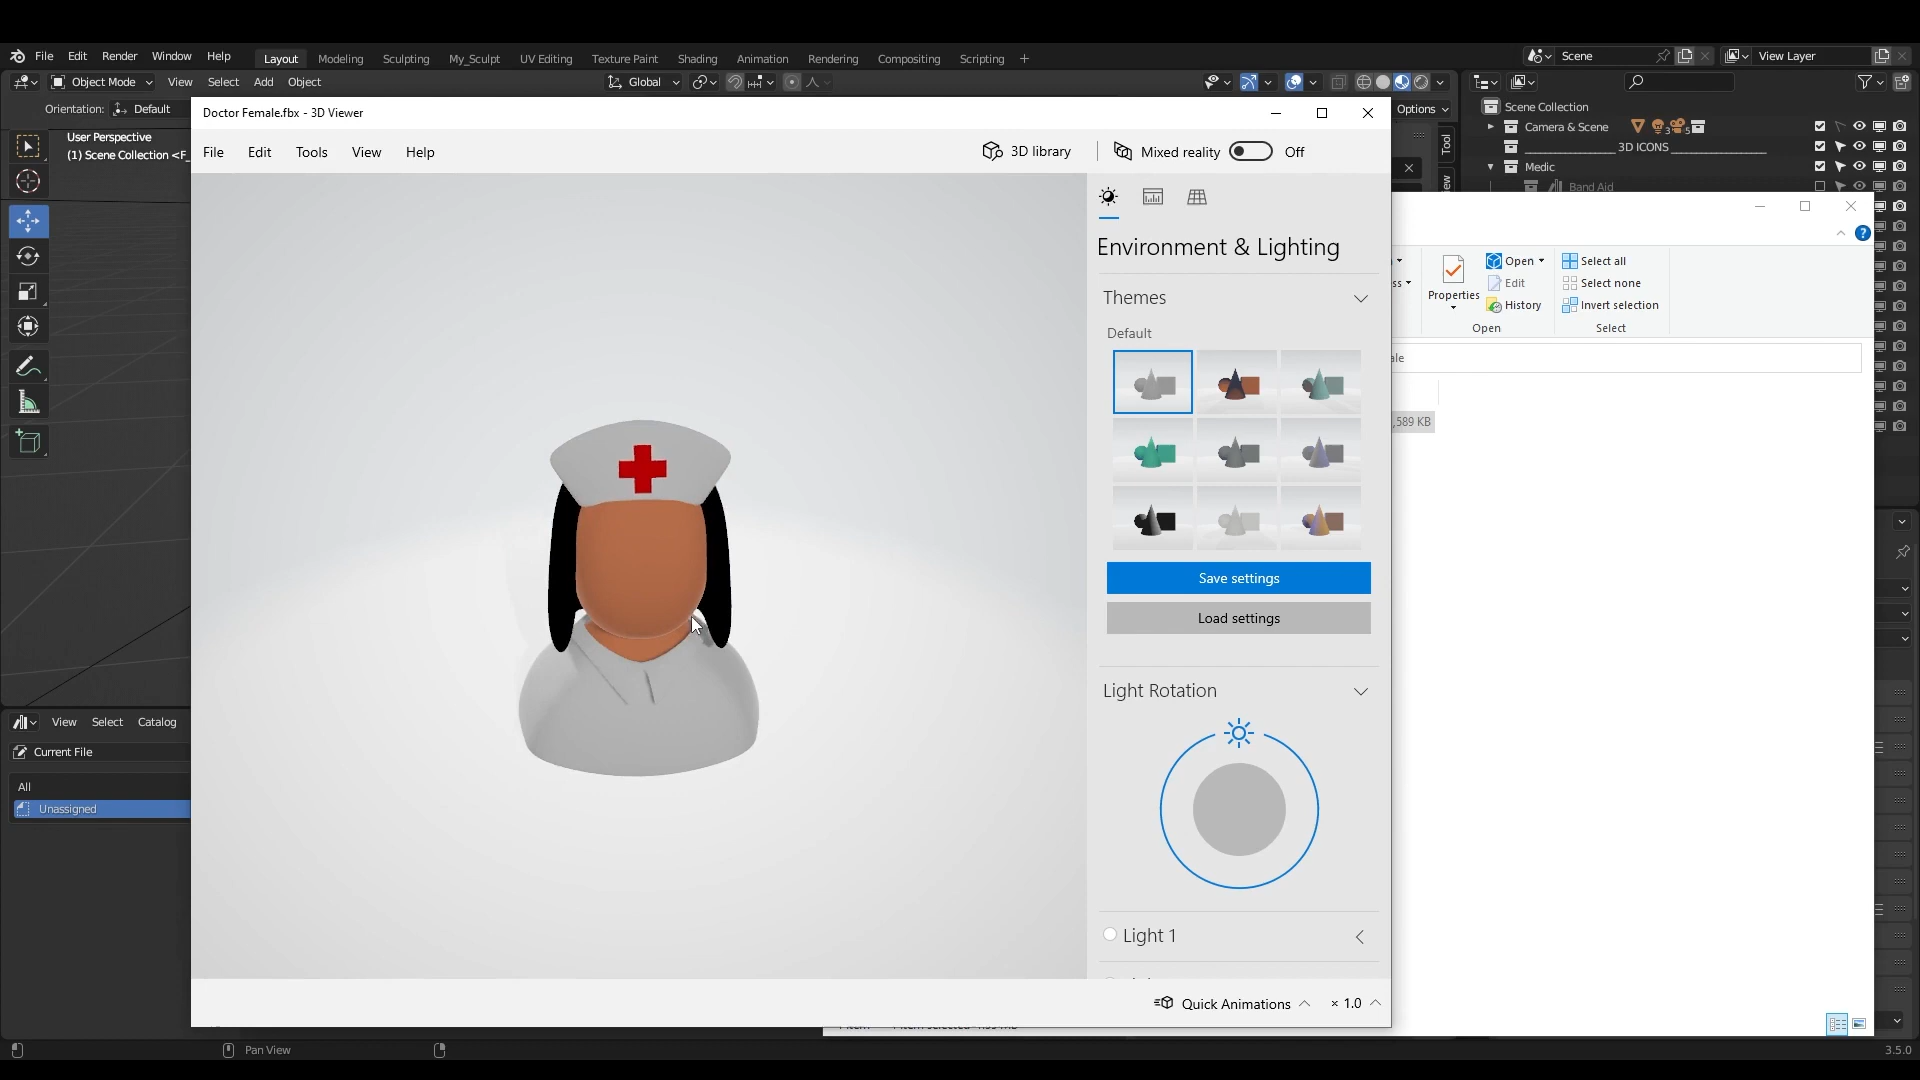 File Edit Render Window Help Layout Modeling Sculpting My_Sculpt UV Editing Texture Paint Shading Animation Rendering Compositing Scripting + Scene View Layer
Object Mode View Select Add Object Global
Orientation: Default Options
User Perspective
(1) Scene Collection <F_
Doctor Female.fbx - 3D Viewer
File Edit Tools View Help 3D library Mixed reality Off
Environment & Lighting
Themes
Default
Save settings
Load settings
Light Rotation
Light 1
Quick Animations × 1.0
Tool
Scene Collection
Camera & Scene 3 5
3D ICONS
Medic
Band Aid
Properties
Open
Edit
History
Open
Select all
Select none
Invert selection
Select
ale
,589 KB
View Select Catalog
Current File
All
Unassigned
Pan View
3.5.0